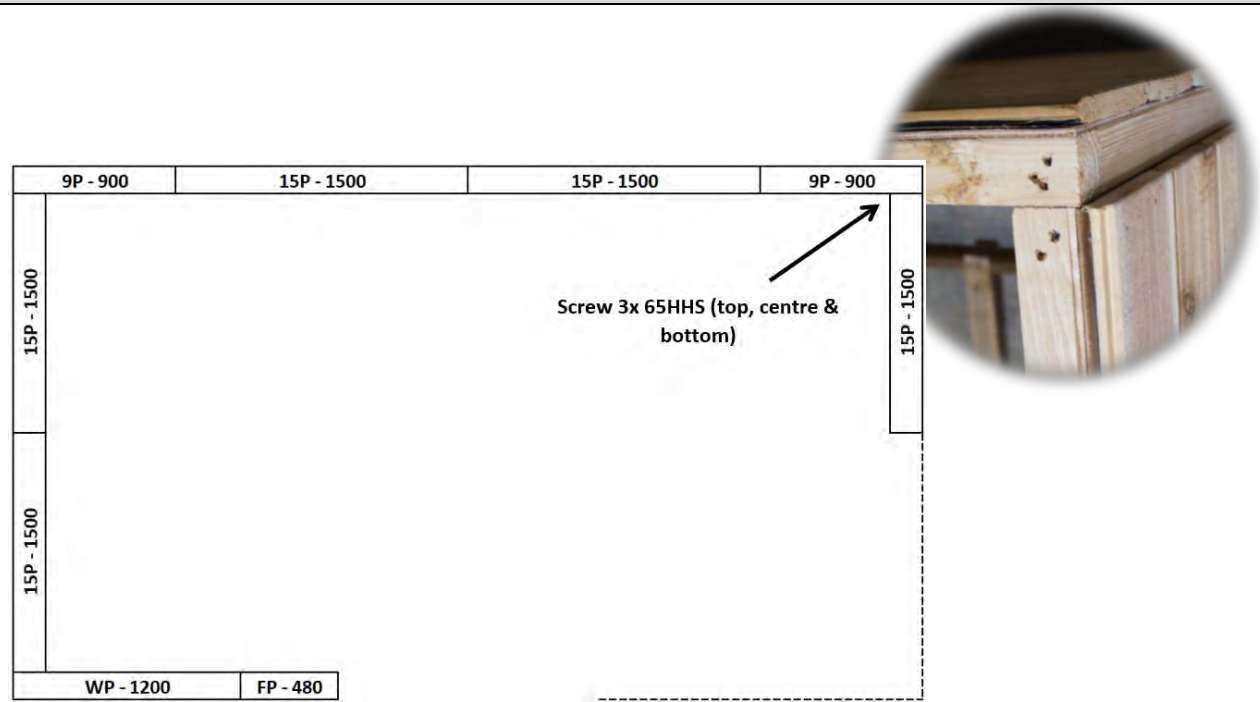 9P - 900
15P - 1500
15P - 1500
9P - 900
15P - 1500
Screw 3x 65HHS (top, centre &
bottom)
15P - 1500
15P - 1500
WP - 1200
FP - 480